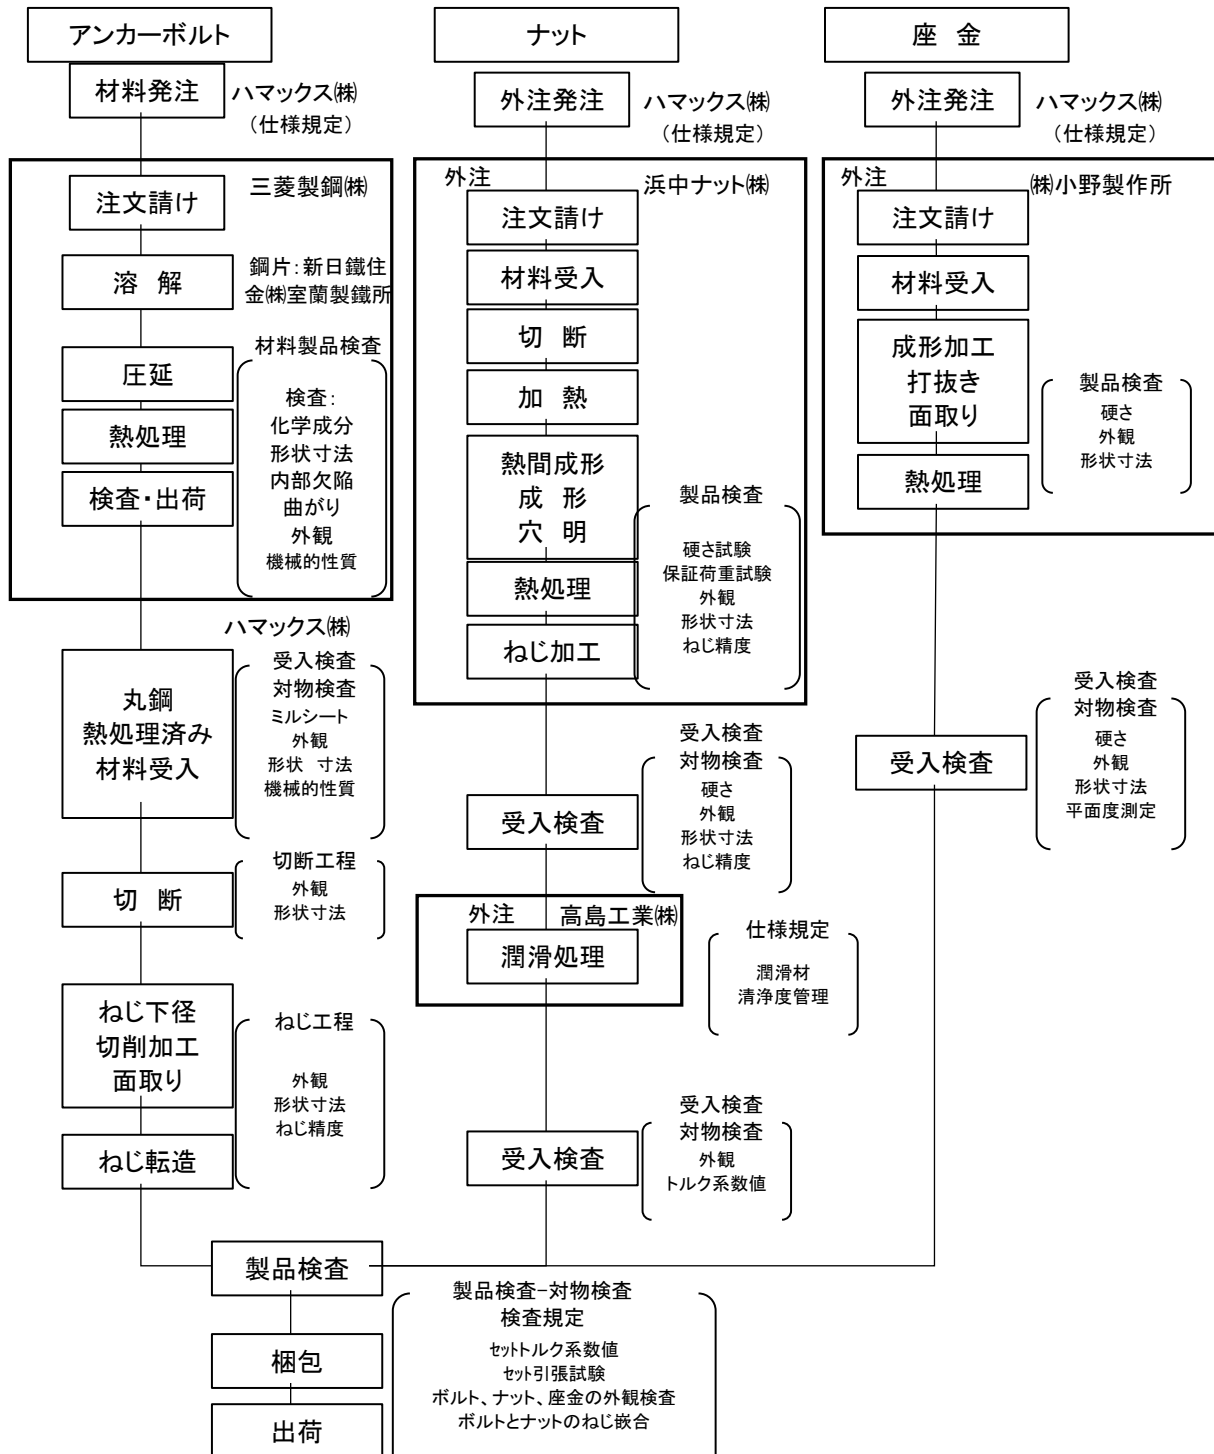 アンカーボルト
材料発注
ハマックス㈱
（仕様規定）
三菱製鋼㈱
注文請け
溶 解
鋼片：新日鐵住
金㈱室蘭製鐵所
圧延
熱処理
検査・出荷
材料製品検査
検査：
化学成分
形状寸法
内部欠陥
曲がり
外観
機械的性質
ハマックス㈱
丸鋼
熱処理済み
材料受入
受入検査
対物検査
ミルシート
外観
形状 寸法
機械的性質
切 断
切断工程
外観
形状寸法
ねじ下径
切削加工
面取り
ねじ転造
ねじ工程
外観
形状寸法
ねじ精度
ナット
外注発注
ハマックス㈱
（仕様規定）
外注
浜中ナット㈱
注文請け
材料受入
切 断
加 熱
熱間成形
成 形
穴 明
熱処理
ねじ加工
製品検査
硬さ試験
保証荷重試験
外観
形状寸法
ねじ精度
受入検査
受入検査
対物検査
硬さ
外観
形状寸法
ねじ精度
外注
高島工業㈱
潤滑処理
仕様規定
潤滑材
清浄度管理
受入検査
受入検査
対物検査
外観
トルク系数値
座 金
外注発注
ハマックス㈱
（仕様規定）
外注
㈱小野製作所
注文請け
材料受入
成形加工
打抜き
面取り
熱処理
製品検査
硬さ
外観
形状寸法
受入検査
受入検査
対物検査
硬さ
外観
形状寸法
平面度測定
製品検査
梱包
出荷
製品検査-対物検査
検査規定
セットトルク系数値
セット引張試験
ボルト、ナット、座金の外観検査
ボルトとナットのねじ嵌合